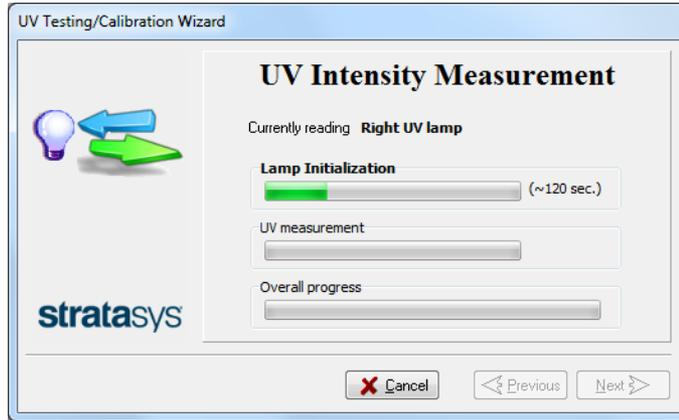 UV Testing/Calibration Wizard
UV Intensity Measurement
Currently reading Right UV lamp
Lamp Initialization
(~120 sec.)
UV measurement
Overall progress
stratasys
Cancel
Previous
Next